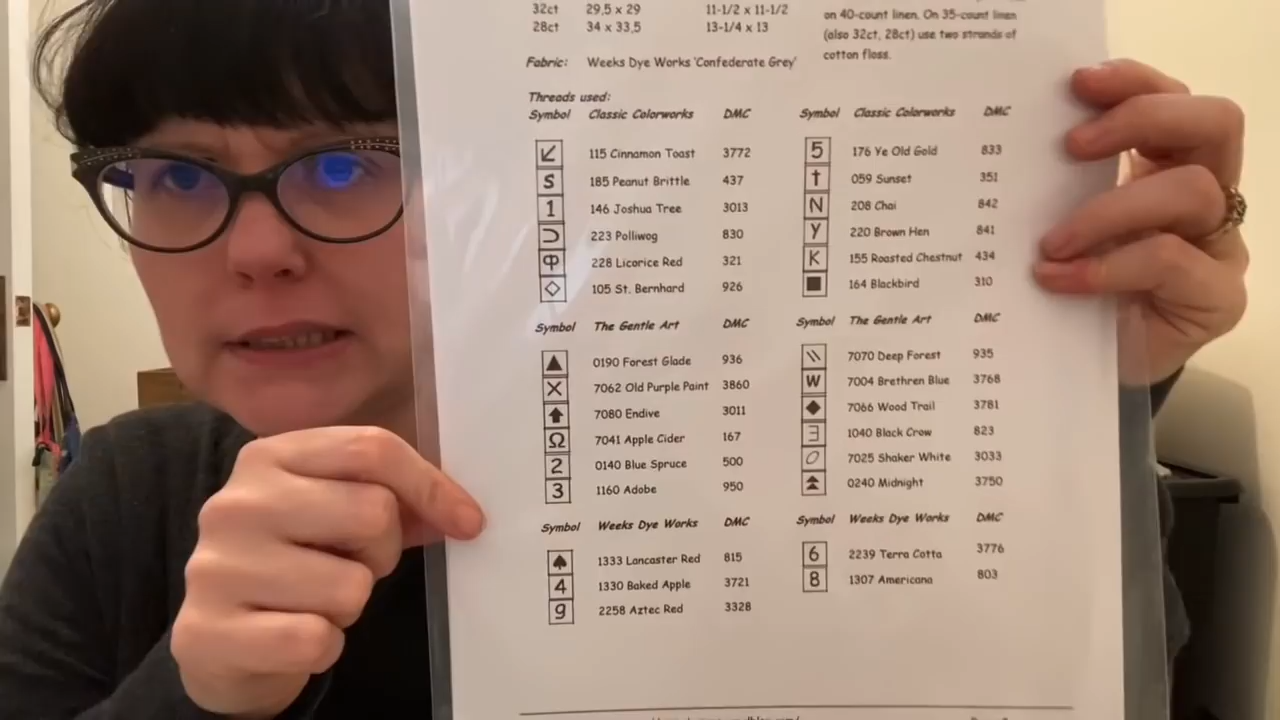 32ct 29,5 x 29 11-1/2 x 11-1/2
28ct 34 x 33,5 13-1/4 x 13
on 40-count linen. On 35-count linen
(also 32ct, 28ct) use two strands of
cotton floss.
Fabric: Weeks Dye Works 'Confederate Grey'
Threads used:
Symbol Classic Colorworks DMC
115 Cinnamon Toast 3772
S 185 Peanut Brittle 437
1 146 Joshua Tree 3013
223 Polliwog 830
228 Licorice Red 321
105 St. Bernhard 926
Symbol Classic Colorworks DMC
5 176 Ye Old Gold 833
† 059 Sunset 351
N 208 Chai 842
Y 220 Brown Hen 841
K 155 Roasted Chestnut 434
■ 164 Blackbird 310
Symbol The Gentle Art DMC
▲ 0190 Forest Glade 936
X 7062 Old Purple Paint 3860
7080 Endive 3011
Ω 7041 Apple Cider 167
2 0140 Blue Spruce 500
3 1160 Adobe 950
Symbol The Gentle Art DMC
\\ 7070 Deep Forest 935
W 7004 Brethren Blue 3768
◆ 7066 Wood Trail 3781
Ǝ 1040 Black Crow 823
7025 Shaker White 3033
0240 Midnight 3750
Symbol Weeks Dye Works DMC
♠ 1333 Lancaster Red 815
4 1330 Baked Apple 3721
9 2258 Aztec Red 3328
Symbol Weeks Dye Works DMC
6 2239 Terra Cotta 3776
8 1307 Americana 803